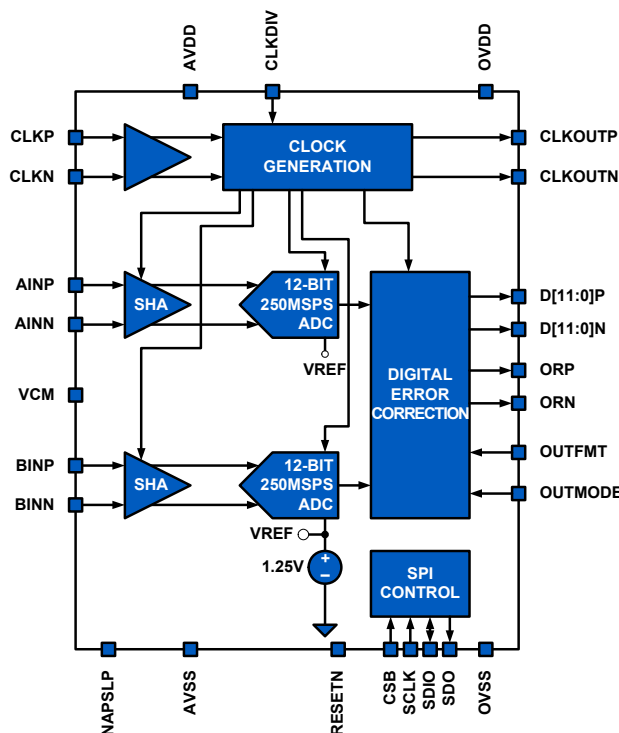 AVDD
CLKDIV
OVDD
CLKP
CLKN
CLOCK
GENERATION
CLKOUTP
CLKOUTN
AINP
AINN
SHA
12-BIT
250MSPS
ADC
VREF
D[11:0]P
D[11:0]N
ORP
ORN
VCM
DIGITAL
ERROR
CORRECTION
BINP
BINN
SHA
12-BIT
250MSPS
ADC
OUTFMT
OUTMODE
VREF
1.25V
+
–
SPI
CONTROL
NAPSLP
AVSS
RESETN
CSB
SCLK
SDIO
SDO
OVSS